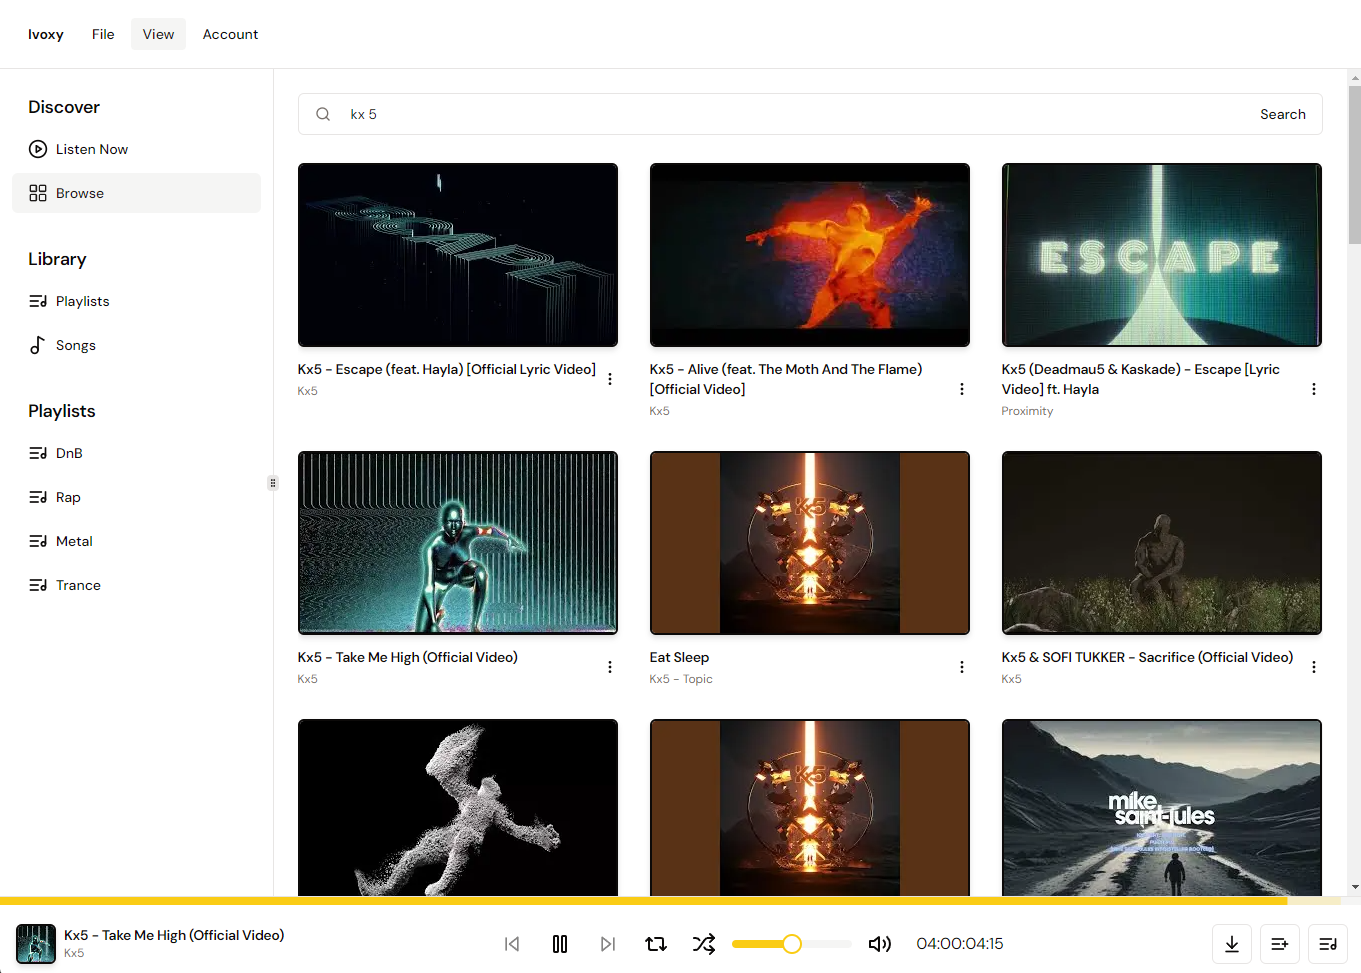 Ivoxy File View Account
Discover
Listen Now
Browse
Library
Playlists
Songs
Playlists
DnB
Rap
Metal
Trance
kx 5 Search
ESCAPE
ESCAPE
Kx5 - Escape (feat. Hayla) [Official Lyric Video]
Kx5
Kx5 - Alive (feat. The Moth And The Flame)
[Official Video]
Kx5
Kx5 (Deadmau5 & Kaskade) - Escape [Lyric
Video] ft. Hayla
Proximity
Kx5
Kx5 - Take Me High (Official Video)
Kx5
Eat Sleep
Kx5 - Topic
Kx5 & SOFI TUKKER - Sacrifice (Official Video)
Kx5
Kx5
mike
saint-jules
Kx5 - Take Me High (Official Video)
Kx5
04:00:04:15